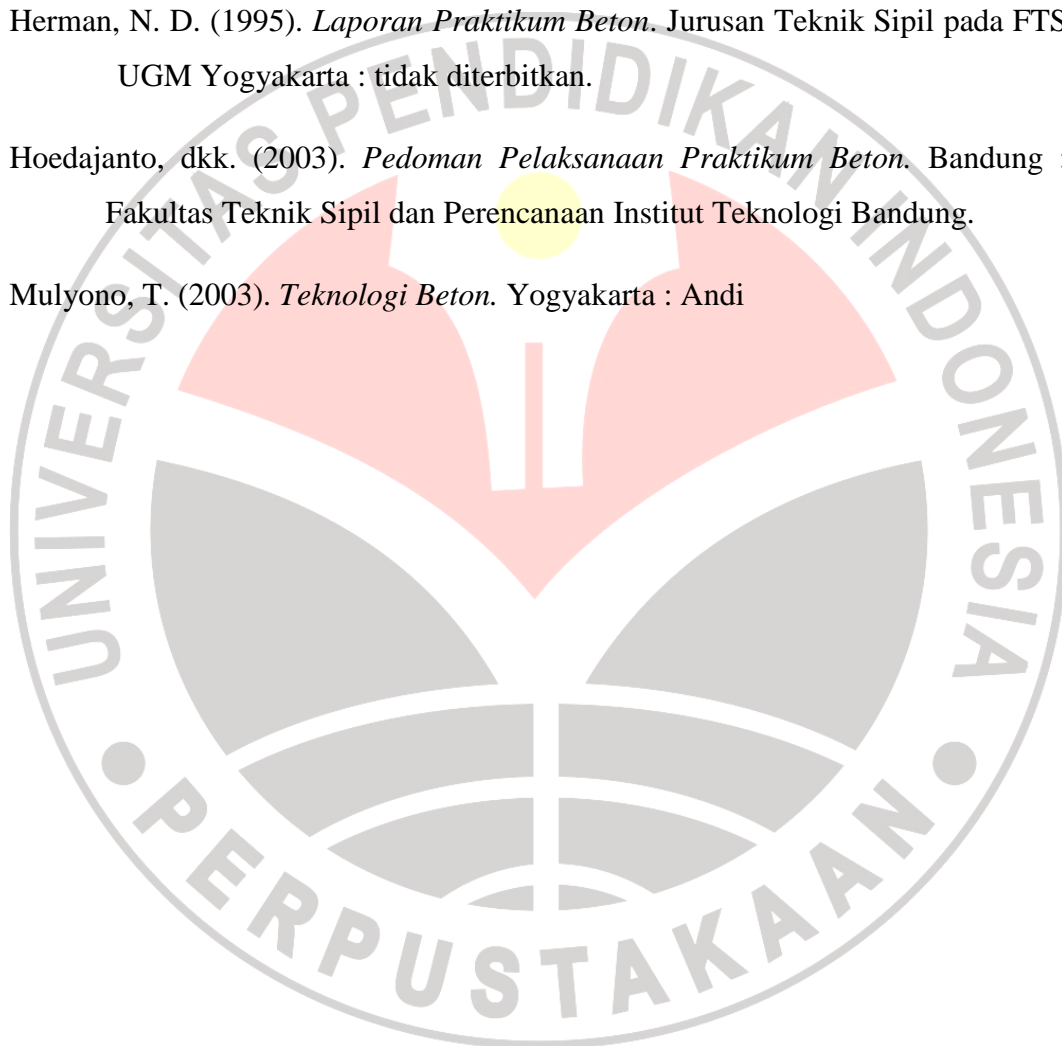 Herman, N. D. (1995). Laporan Praktikum Beton. Jurusan Teknik Sipil pada FTS
UGM Yogyakarta : tidak diterbitkan.
Hoedajanto, dkk. (2003). Pedoman Pelaksanaan Praktikum Beton. Bandung :
Fakultas Teknik Sipil dan Perencanaan Institut Teknologi Bandung.
Mulyono, T. (2003). Teknologi Beton. Yogyakarta : Andi
UNIVERSITAS PENDIDIKAN INDONESIA
PERPUSTAKAAN